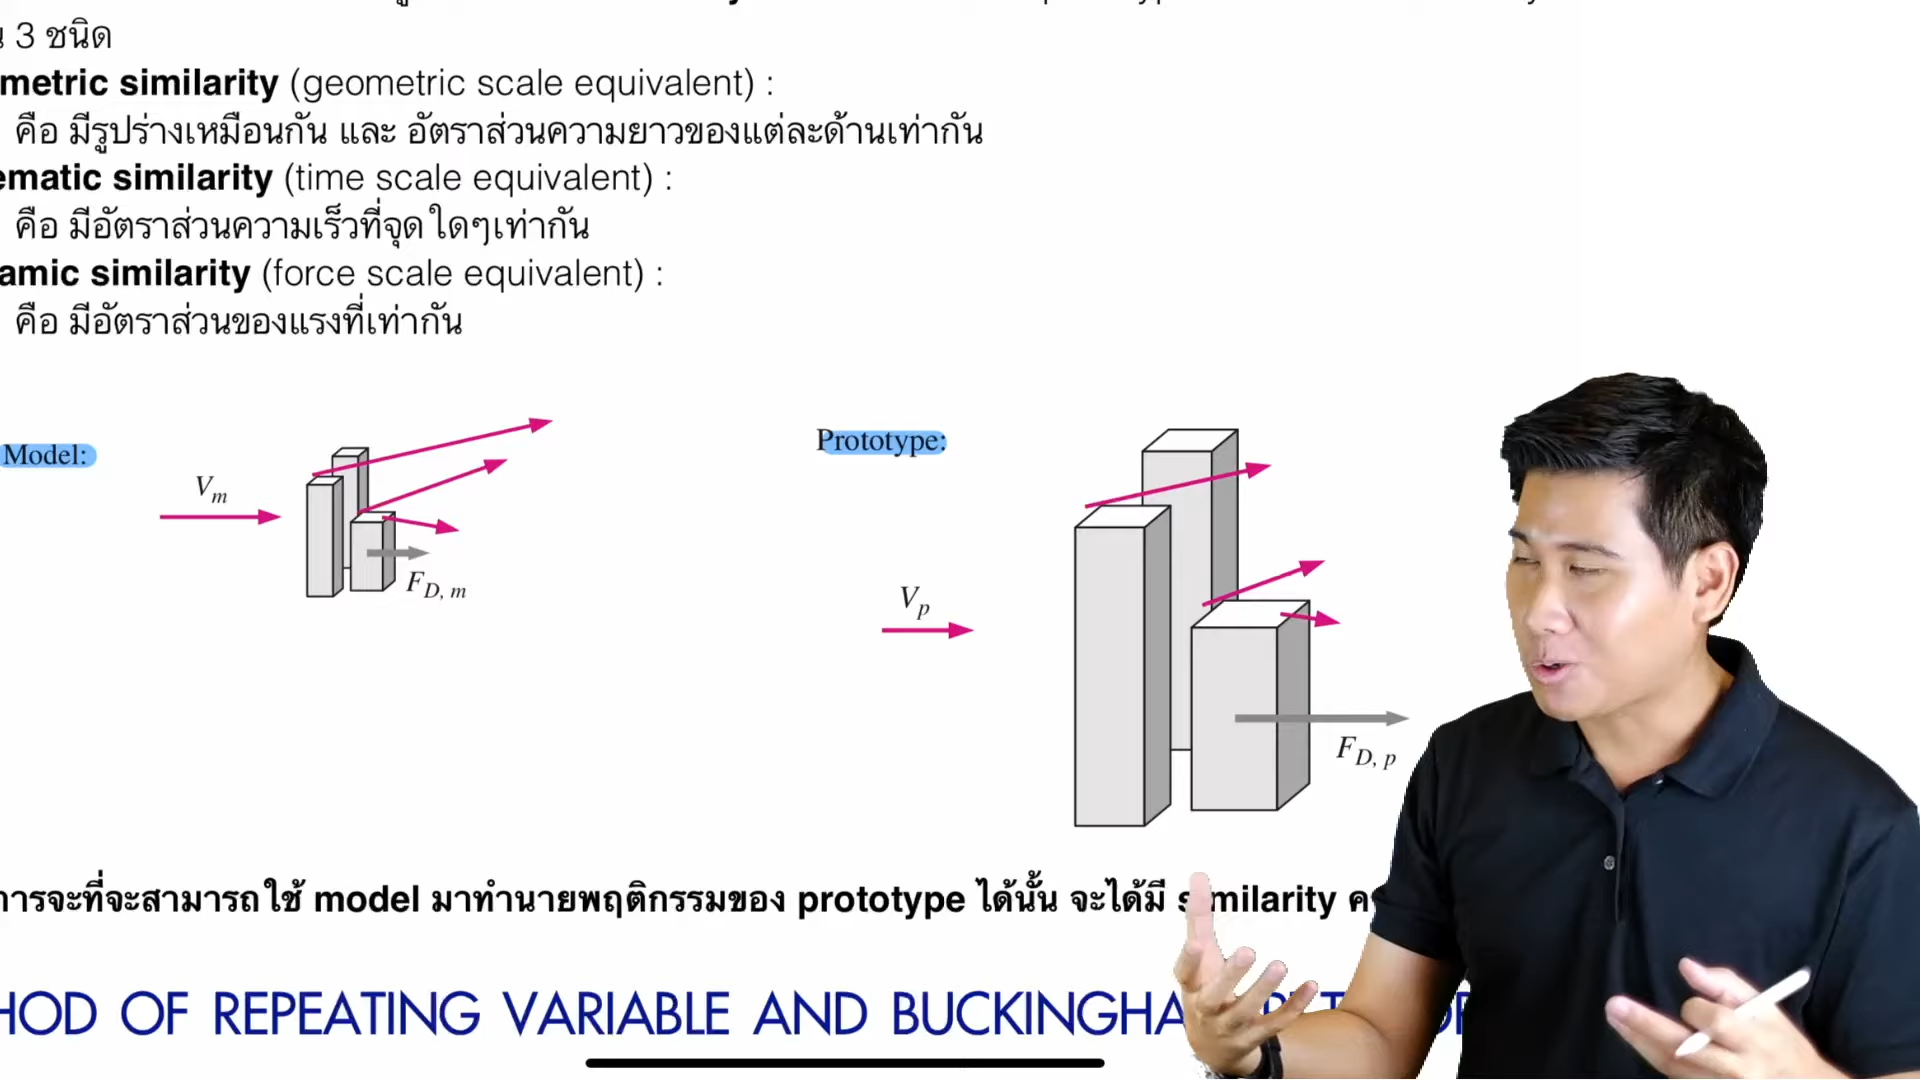 3 ชนิด
metric similarity (geometric scale equivalent) :
คือ มีรูปร่างเหมือนกัน และ อัตราส่วนความยาวของแต่ละด้านเท่ากัน
ematic similarity (time scale equivalent) :
คือ มีอัตราส่วนความเร็วที่จุดใดๆเท่ากัน
amic similarity (force scale equivalent) :
คือ มีอัตราส่วนของแรงที่เท่ากัน
Model:
Prototype:
Vm
FD, m
Vp
FD, p
การจะที่จะสามารถใช้ model มาทำนายพฤติกรรมของ prototype ได้นั้น จะได้มี similarity
HOD OF REPEATING VARIABLE AND BUCKINGHA